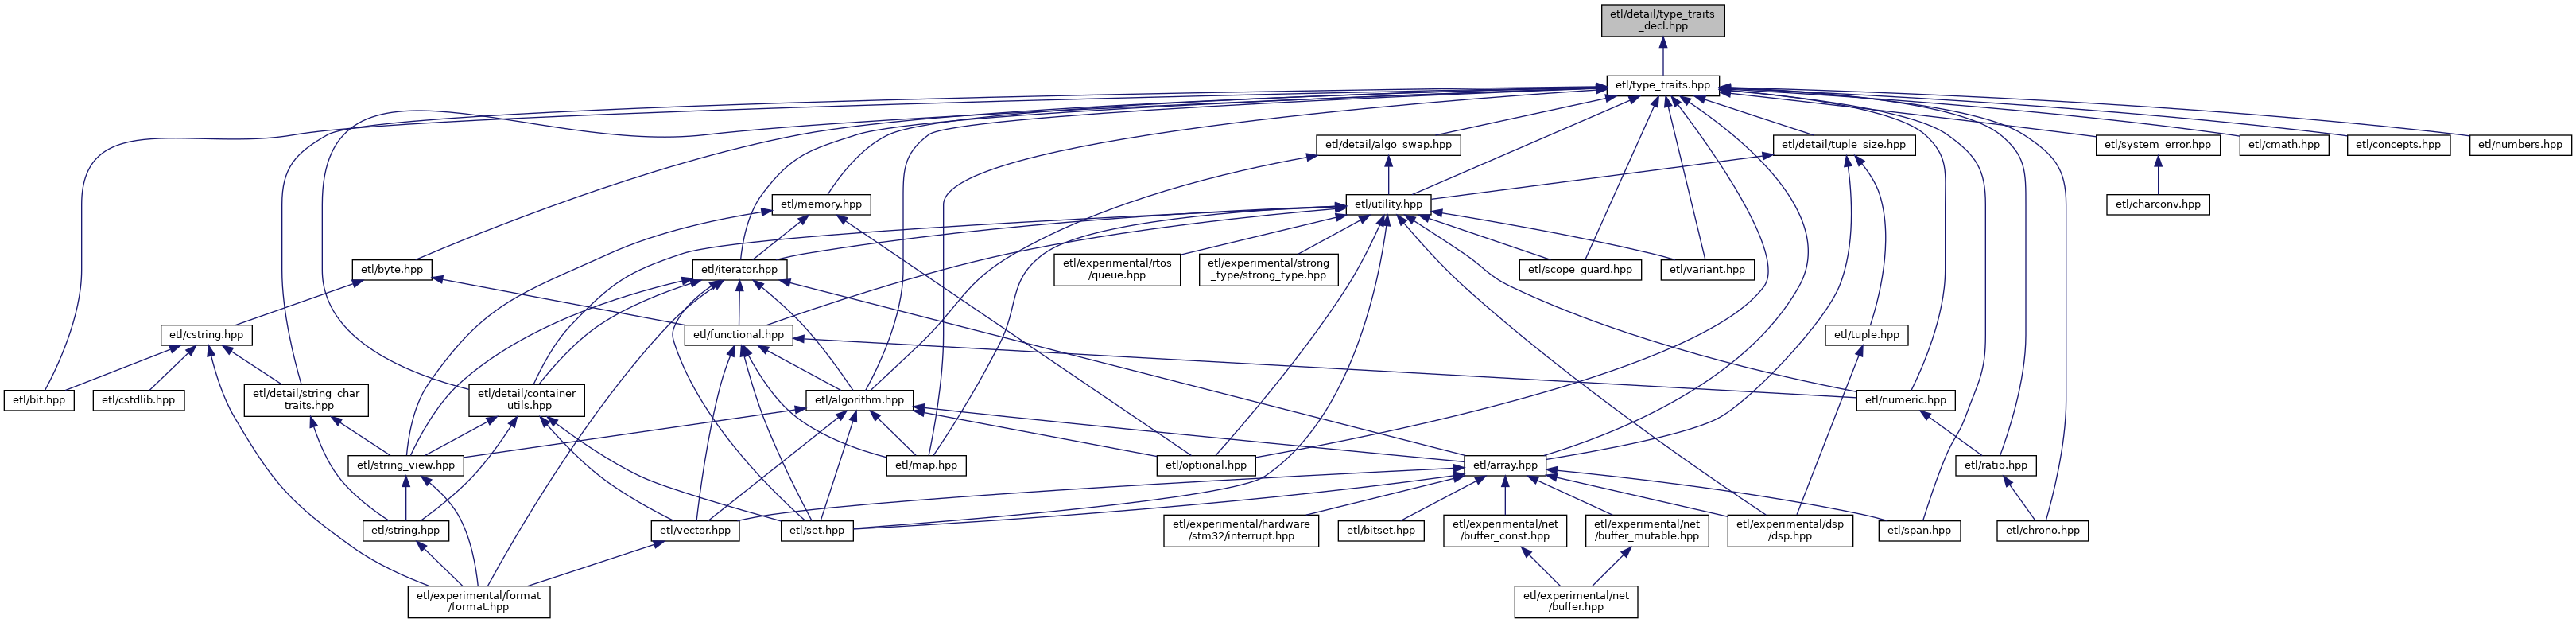 etl/detail/type_traits
_decl.hpp
etl/type_traits.hpp
etl/detail/algo_swap.hpp
etl/detail/tuple_size.hpp
etl/system_error.hpp
etl/cmath.hpp
etl/concepts.hpp
etl/numbers.hpp
etl/memory.hpp
etl/utility.hpp
etl/charconv.hpp
etl/byte.hpp
etl/iterator.hpp
etl/experimental/rtos
/queue.hpp
etl/experimental/strong
_type/strong_type.hpp
etl/scope_guard.hpp
etl/variant.hpp
etl/cstring.hpp
etl/functional.hpp
etl/tuple.hpp
etl/bit.hpp
etl/cstdlib.hpp
etl/detail/string_char
_traits.hpp
etl/detail/container
_utils.hpp
etl/algorithm.hpp
etl/numeric.hpp
etl/string_view.hpp
etl/map.hpp
etl/optional.hpp
etl/array.hpp
etl/ratio.hpp
etl/string.hpp
etl/vector.hpp
etl/set.hpp
etl/experimental/hardware
/stm32/interrupt.hpp
etl/bitset.hpp
etl/experimental/net
/buffer_const.hpp
etl/experimental/net
/buffer_mutable.hpp
etl/experimental/dsp
/dsp.hpp
etl/span.hpp
etl/chrono.hpp
etl/experimental/format
/format.hpp
etl/experimental/net
/buffer.hpp